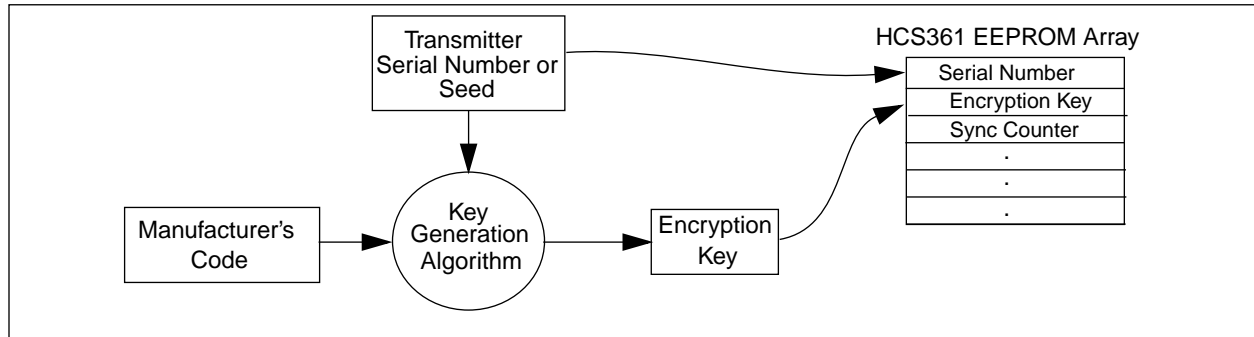 Transmitter
Serial Number or
Seed
HCS361 EEPROM Array
Serial Number
Encryption Key
Sync Counter
.
.
.
Manufacturer's
Code
Key
Generation
Algorithm
Encryption
Key